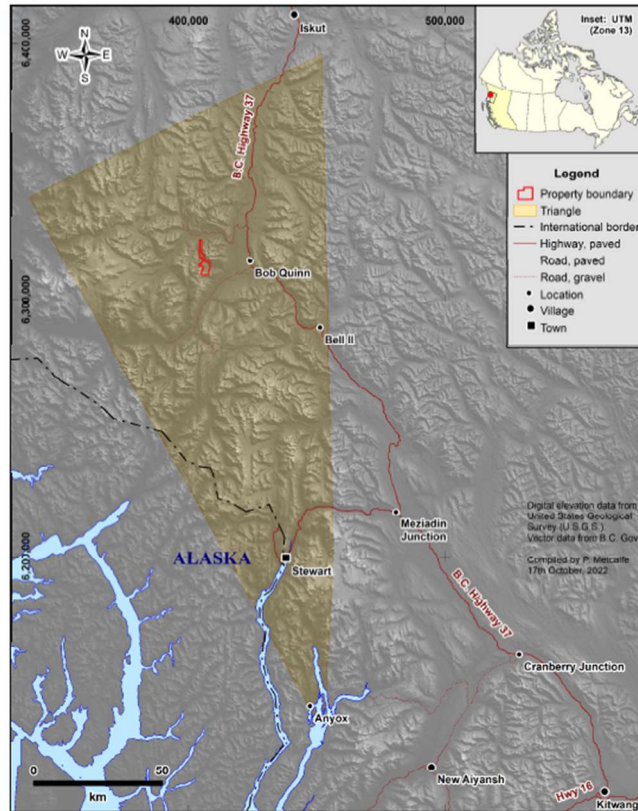 400,000
500,000
6,400,000
6,300,000
6,200,000
Inset: UTM
(Zone 13)
N
W E
S
Iskut
B.C. Highway 37
Legend
Property boundary
Triangle
International border
Highway, paved
Road, paved
Road, gravel
Location
Village
Town
Bob Quinn
Bell II
Meziadin
Junction
Digital elevation data from
United States Geological
Survey (U.S.G.S.)
Vector data from B.C. Gov
Compiled by P. Metcalfe
17th October, 2022
ALASKA
Stewart
B.C. Highway 37
Cranberry Junction
Anyox
New Aiyansh
Hwy 16
Kitwanga
0 50
km